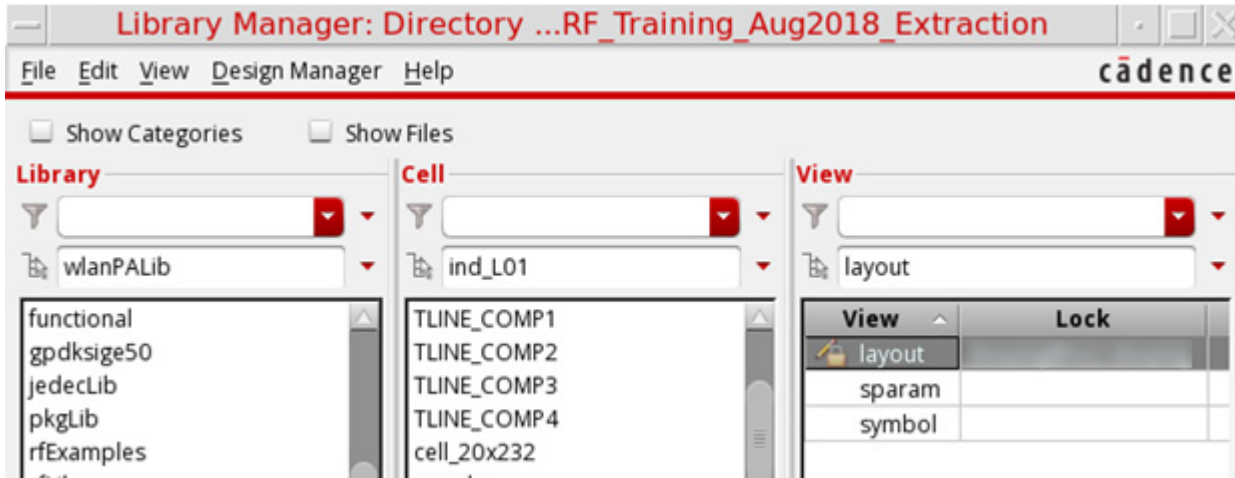 Library Manager: Directory ...RF_Training_Aug2018_Extraction
File Edit View Design Manager Help cādence
Show Categories Show Files
Library Cell View
wlanPALib ind_L01 layout
functional TLINE_COMP1 View Lock
gpdksige50 TLINE_COMP2 layout
jedecLib TLINE_COMP3 sparam
pkgLib TLINE_COMP4 symbol
rfExamples cell_20x232